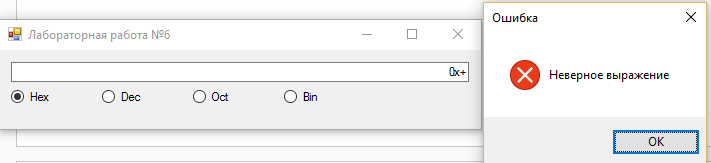 Лабораторная работа №6
0x+
Hex Dec Oct Bin
Ошибка
Неверное выражение
OK